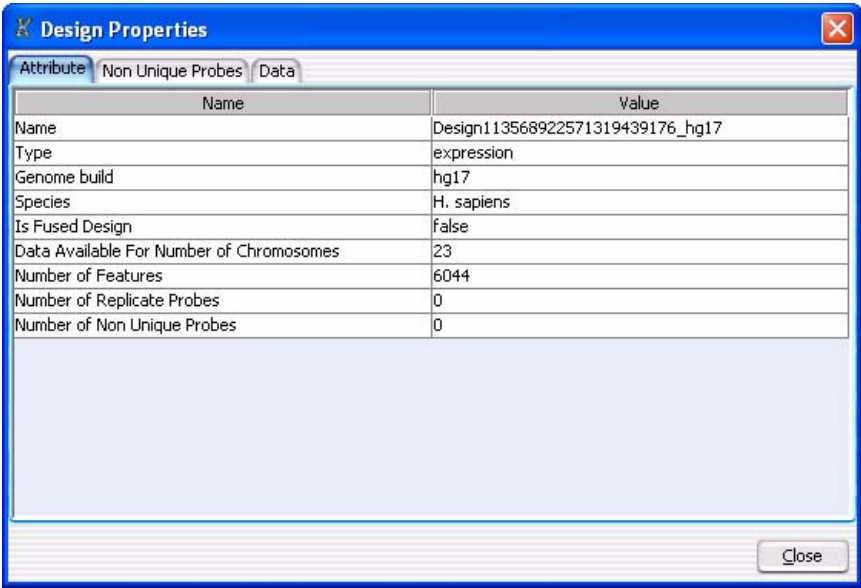 Design Properties
Attribute Non Unique Probes Data
Name Value
Name Design113568922571319439176_hg17
Type expression
Genome build hg17
Species H. sapiens
Is Fused Design false
Data Available For Number of Chromosomes 23
Number of Features 6044
Number of Replicate Probes 0
Number of Non Unique Probes 0
Close